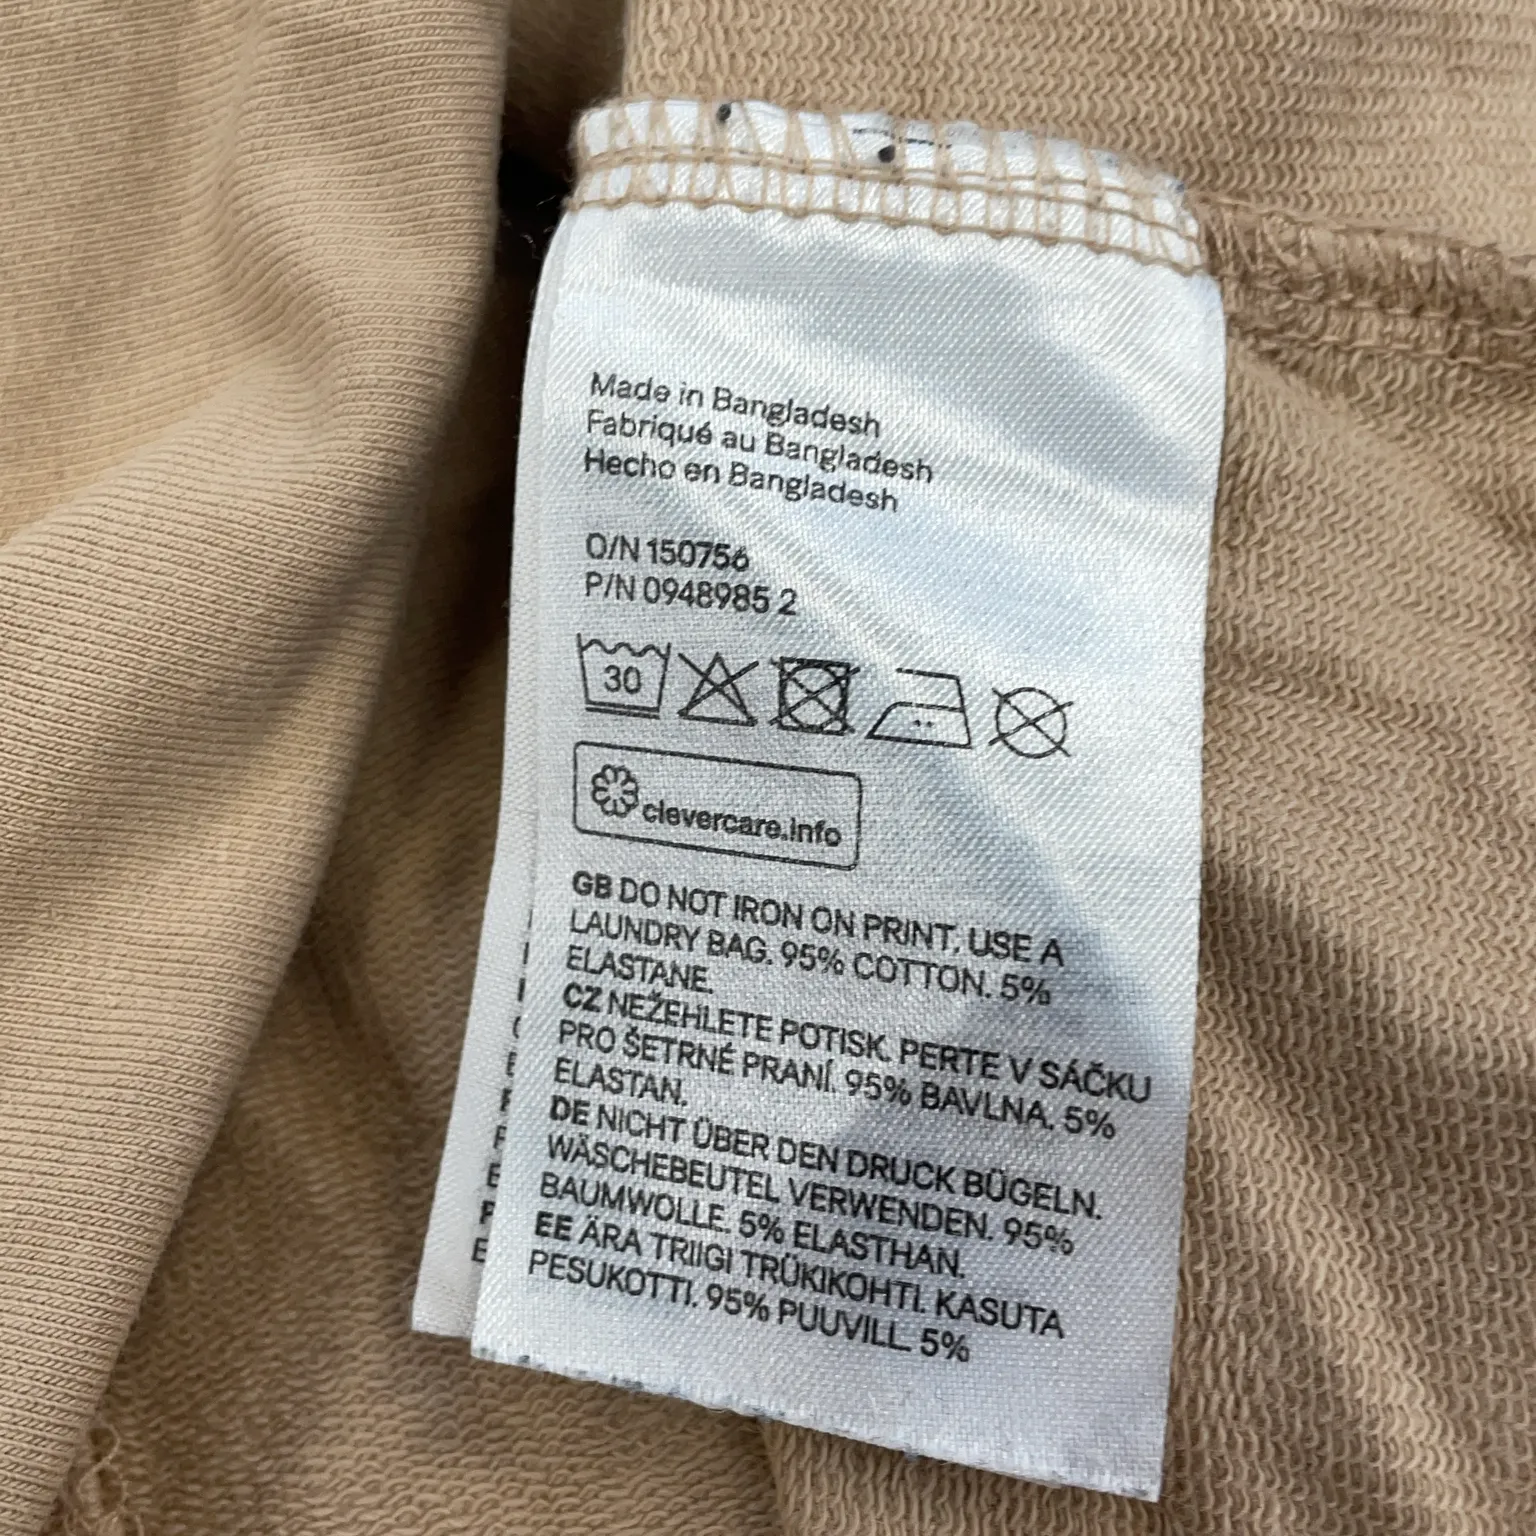 Made in Bangladesh
Fabriqué au Bangladesh
Hecho en Bangladesh
O/N 150756
P/N 0948985 2
30
clevercare.info
GB DO NOT IRON ON PRINT, USE A
LAUNDRY BAG. 95% COTTON. 5%
ELASTANE.
CZ NEŽEHLETE POTISK. PERTE V SÁČKU
PRO ŠETRNÉ PRANÍ. 95% BAVLNA. 5%
ELASTAN.
DE NICHT ÜBER DEN DRUCK BÜGELN.
WÄSCHEBEUTEL VERWENDEN. 95%
BAUMWOLLE. 5% ELASTHAN.
EE ÄRA TRIIGI TRÜKIKOHTI. KASUTA
PESUKOTTI. 95% PUUVILL. 5%